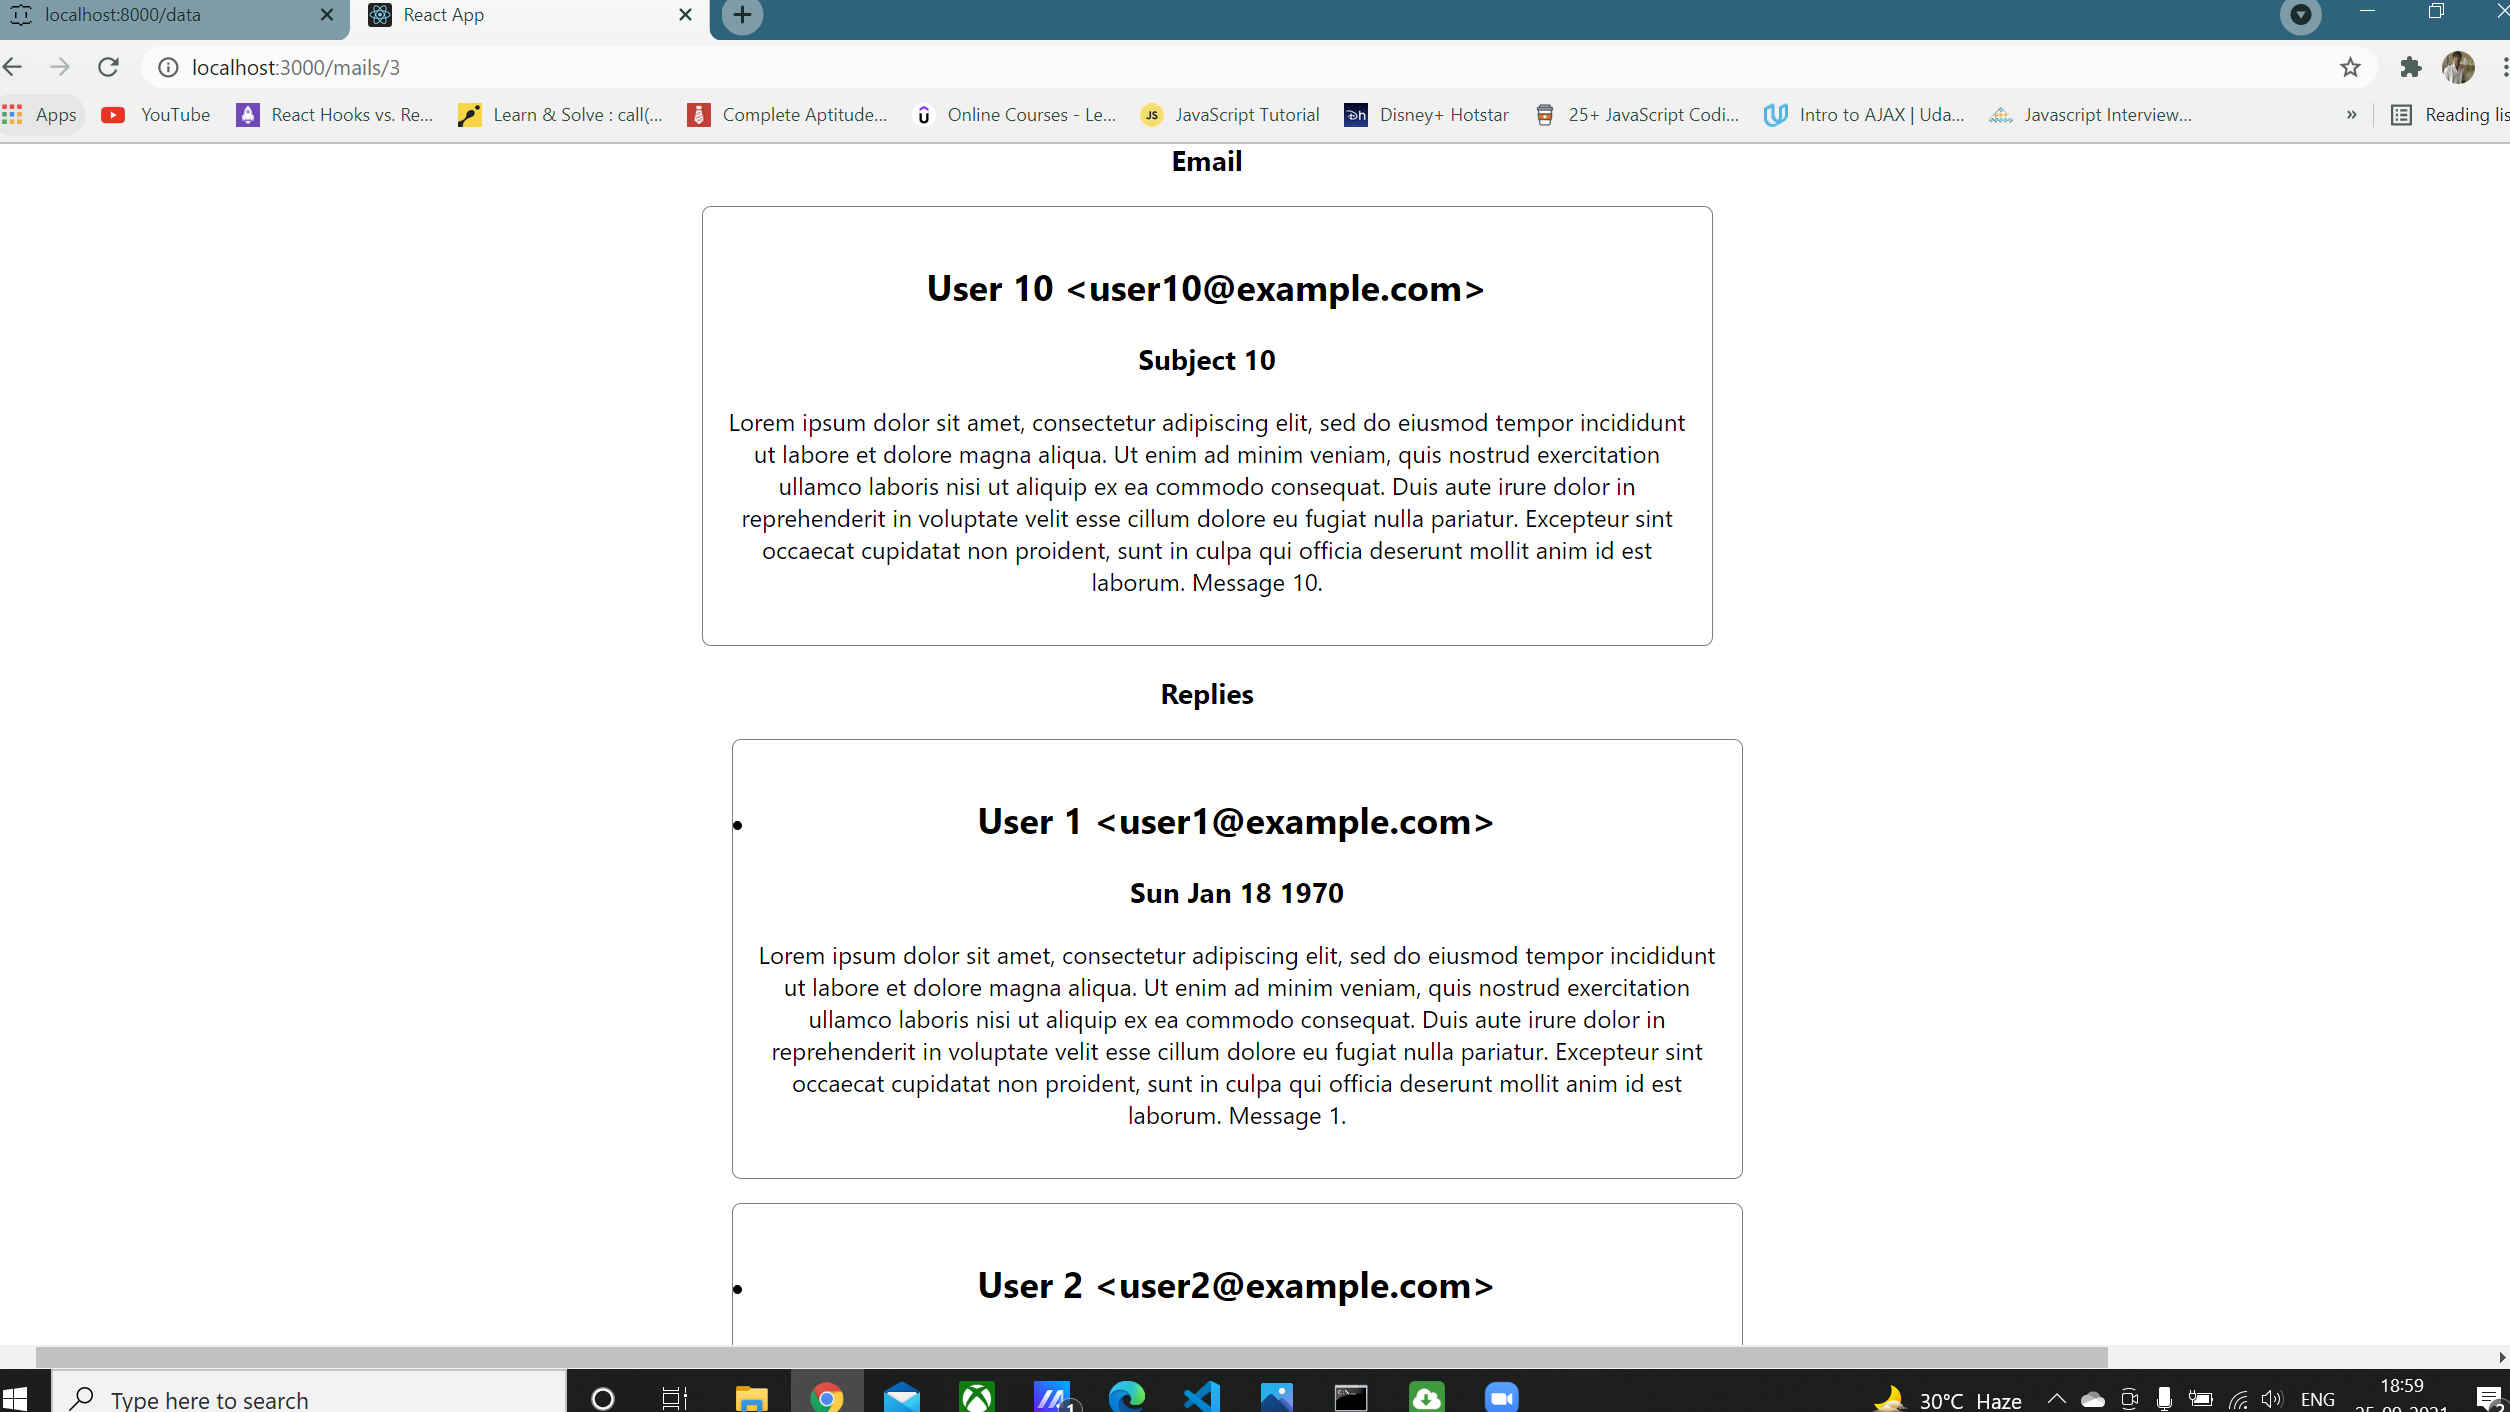 localhost:8000/data
React App
localhost:3000/mails/3
Apps
YouTube
React Hooks vs. Re...
Learn & Solve : call(...
Complete Aptitude...
Online Courses - Le...
JS
JavaScript Tutorial
Disney+ Hotstar
25+ JavaScript Codi...
Intro to AJAX | Uda...
Javascript Interview...
»
Reading lis
Email
User 10 <user10@example.com>
Subject 10
Lorem ipsum dolor sit amet, consectetur adipiscing elit, sed do eiusmod tempor incididunt
ut labore et dolore magna aliqua. Ut enim ad minim veniam, quis nostrud exercitation
ullamco laboris nisi ut aliquip ex ea commodo consequat. Duis aute irure dolor in
reprehenderit in voluptate velit esse cillum dolore eu fugiat nulla pariatur. Excepteur sint
occaecat cupidatat non proident, sunt in culpa qui officia deserunt mollit anim id est
laborum. Message 10.
Replies
User 1 <user1@example.com>
Sun Jan 18 1970
Lorem ipsum dolor sit amet, consectetur adipiscing elit, sed do eiusmod tempor incididunt
ut labore et dolore magna aliqua. Ut enim ad minim veniam, quis nostrud exercitation
ullamco laboris nisi ut aliquip ex ea commodo consequat. Duis aute irure dolor in
reprehenderit in voluptate velit esse cillum dolore eu fugiat nulla pariatur. Excepteur sint
occaecat cupidatat non proident, sunt in culpa qui officia deserunt mollit anim id est
laborum. Message 1.
User 2 <user2@example.com>
Type here to search
30°C Haze
ENG
18:59